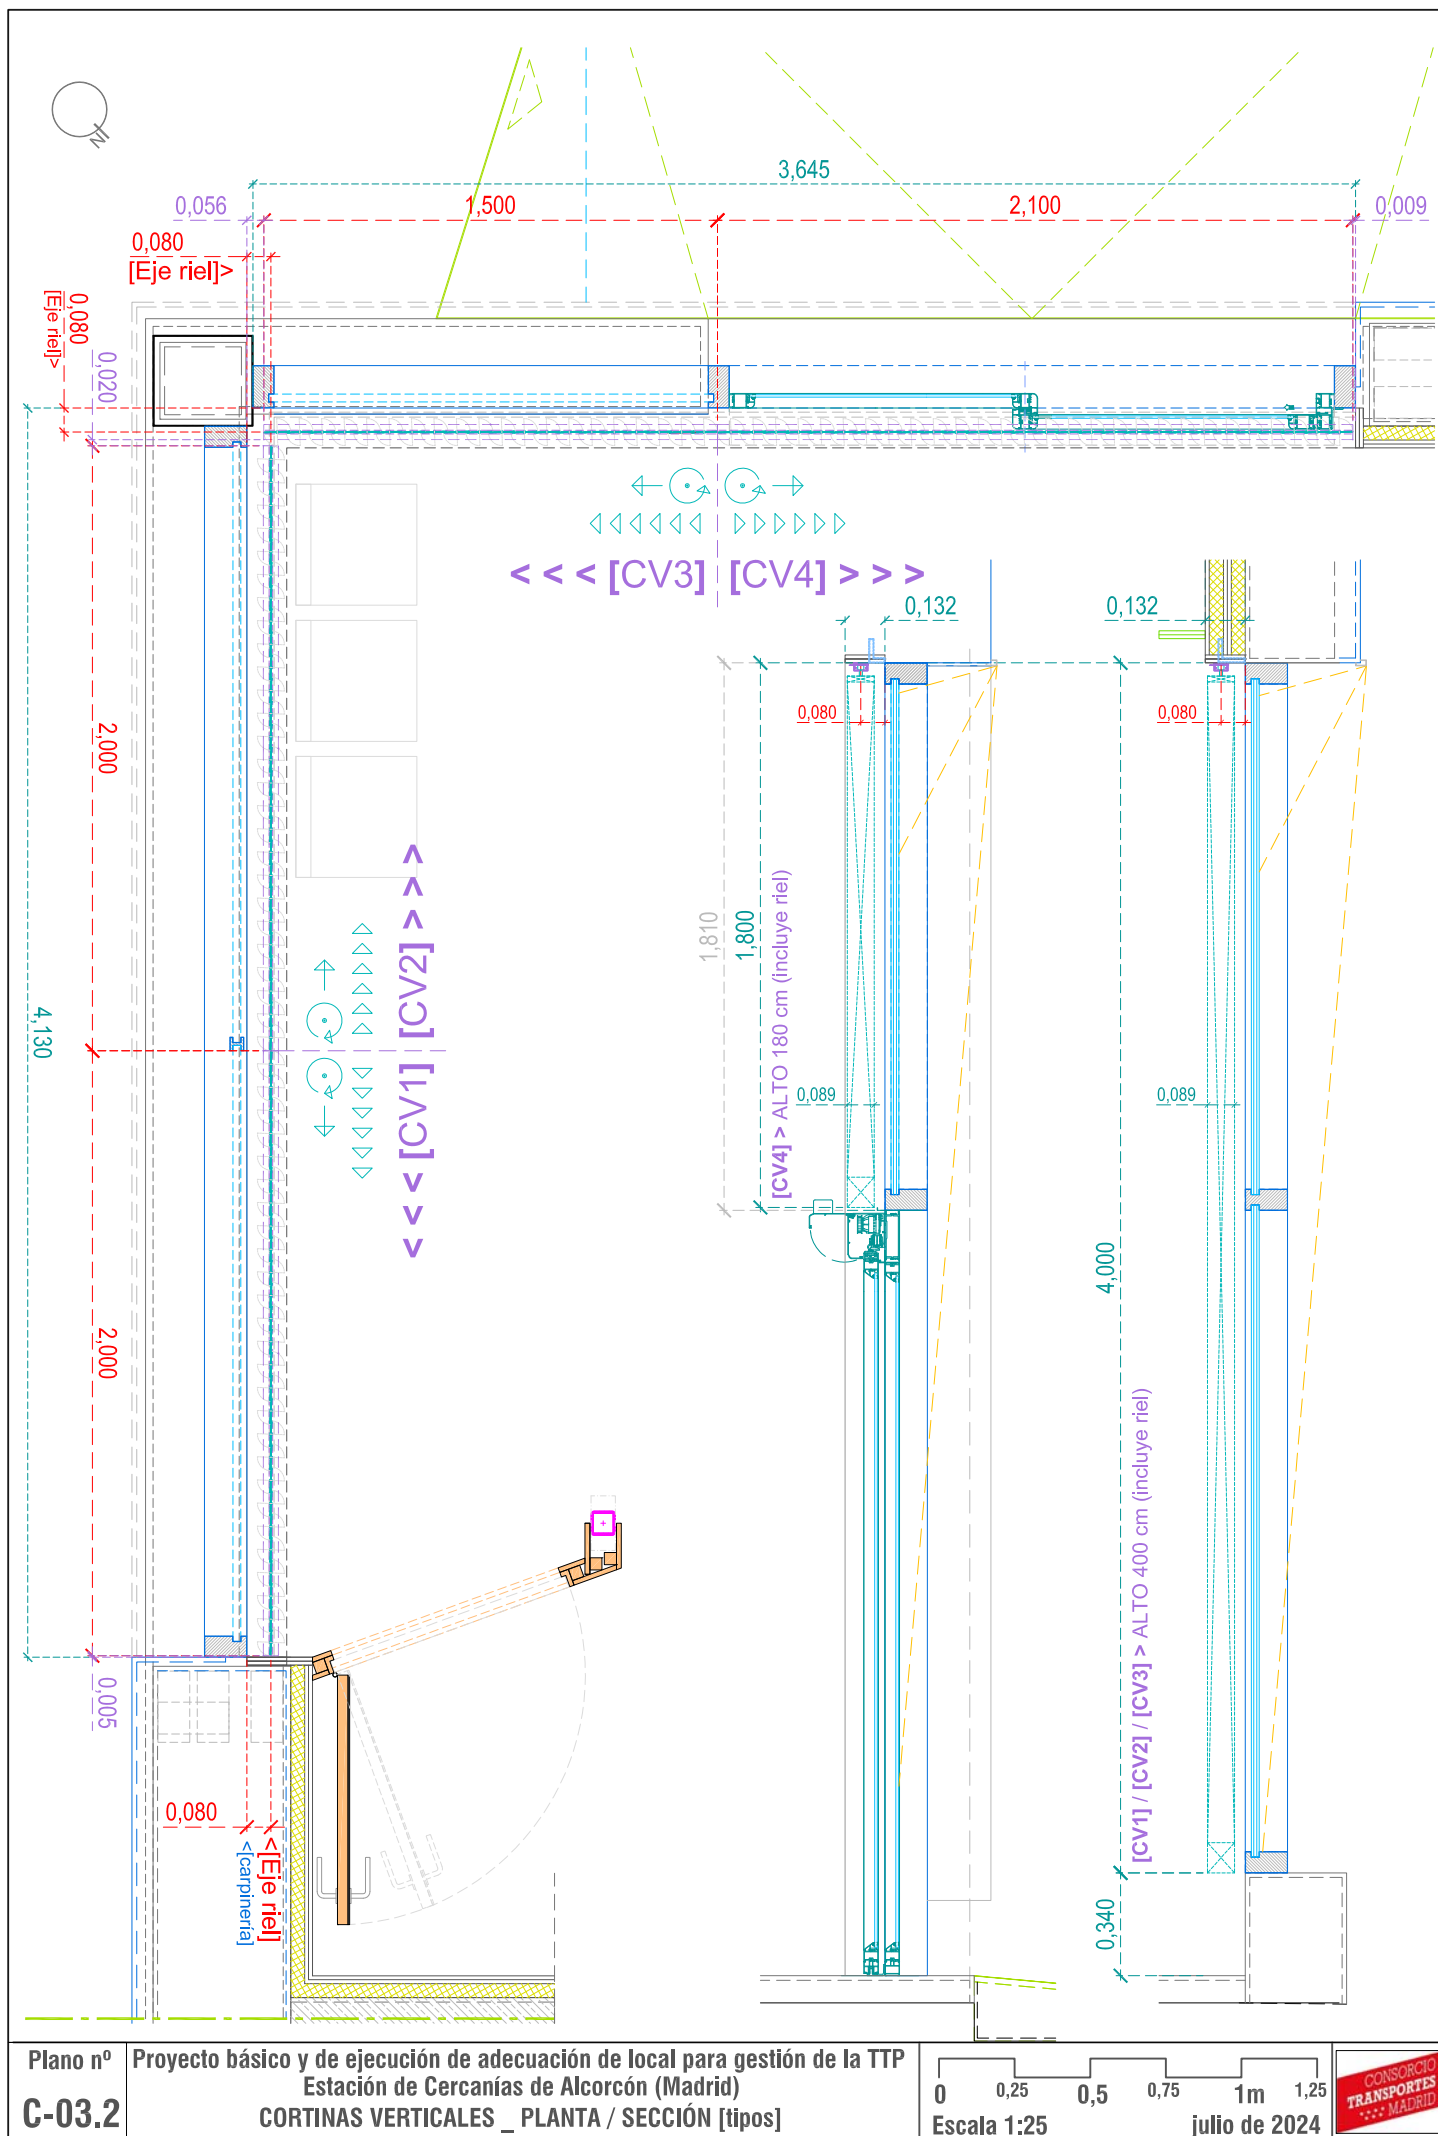 N
3,645
0,056
1,500
2,100
0,009
0,080
[Eje riel]>
0,080
[Eje riel]>
0,020
< < < [CV3] [CV4] > > >
0,132
0,132
0,080
0,080
2,000
4,130
2,000
0,005
< < < [CV1] [CV2] > > >
1,810
1,800
[CV4] > ALTO 180 cm (incluye riel)
0,089
0,089
4,000
[CV1] / [CV2] / [CV3] > ALTO 400 cm (incluye riel)
0,340
0,080
<[Eje riel]
<[carpinería]
Plano nº
C-03.2
Proyecto básico y de ejecución de adecuación de local para gestión de la TTP
Estación de Cercanías de Alcorcón (Madrid)
CORTINAS VERTICALES _ PLANTA / SECCIÓN [tipos]
0 0,25 0,5 0,75 1m 1,25
Escala 1:25 julio de 2024
CONSORCIO
TRANSPORTES
MADRID